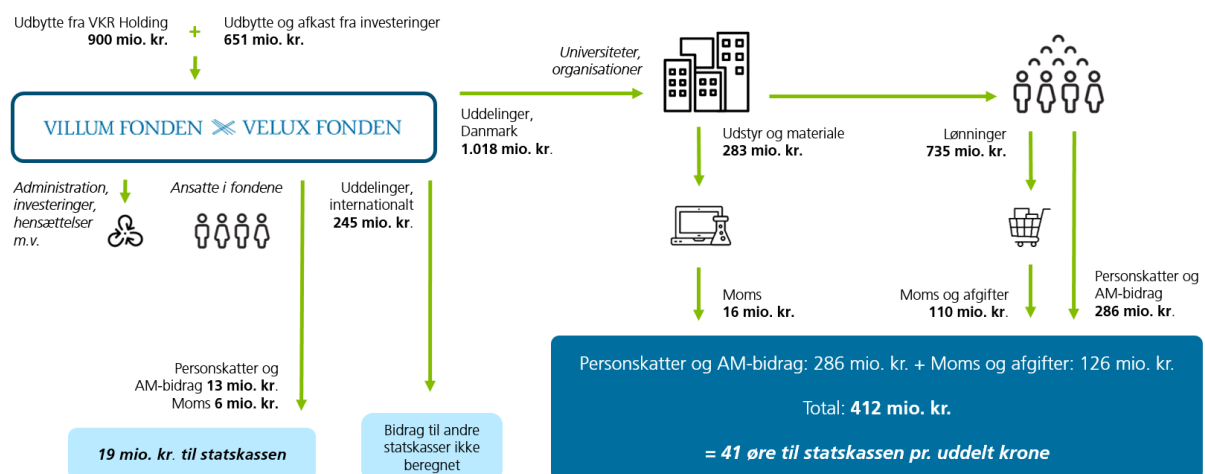 Udbytte fra VKR Holding
900 mio. kr.
+
Udbytte og afkast fra investeringer
651 mio. kr.
VILLUM FONDEN VELUX FONDEN
Uddelinger,
Danmark
1.018 mio. kr.
Universiteter,
organisationer
Udstyr og materiale
283 mio. kr.
Lønninger
735 mio. kr.
Administration,
investeringer,
hensættelser
m.v.
Ansatte i fondene
Uddelinger,
internationalt
245 mio. kr.
Moms
16 mio. kr.
Moms og afgifter
110 mio. kr.
Personskatter og
AM-bidrag
286 mio. kr.
Personskatter og
AM-bidrag 13 mio. kr.
Moms 6 mio. kr.
19 mio. kr. til statskassen
Bidrag til andre
statskasser ikke
beregnet
Personskatter og AM-bidrag: 286 mio. kr. + Moms og afgifter: 126 mio. kr.
Total: 412 mio. kr.
= 41 øre til statskassen pr. uddelt krone